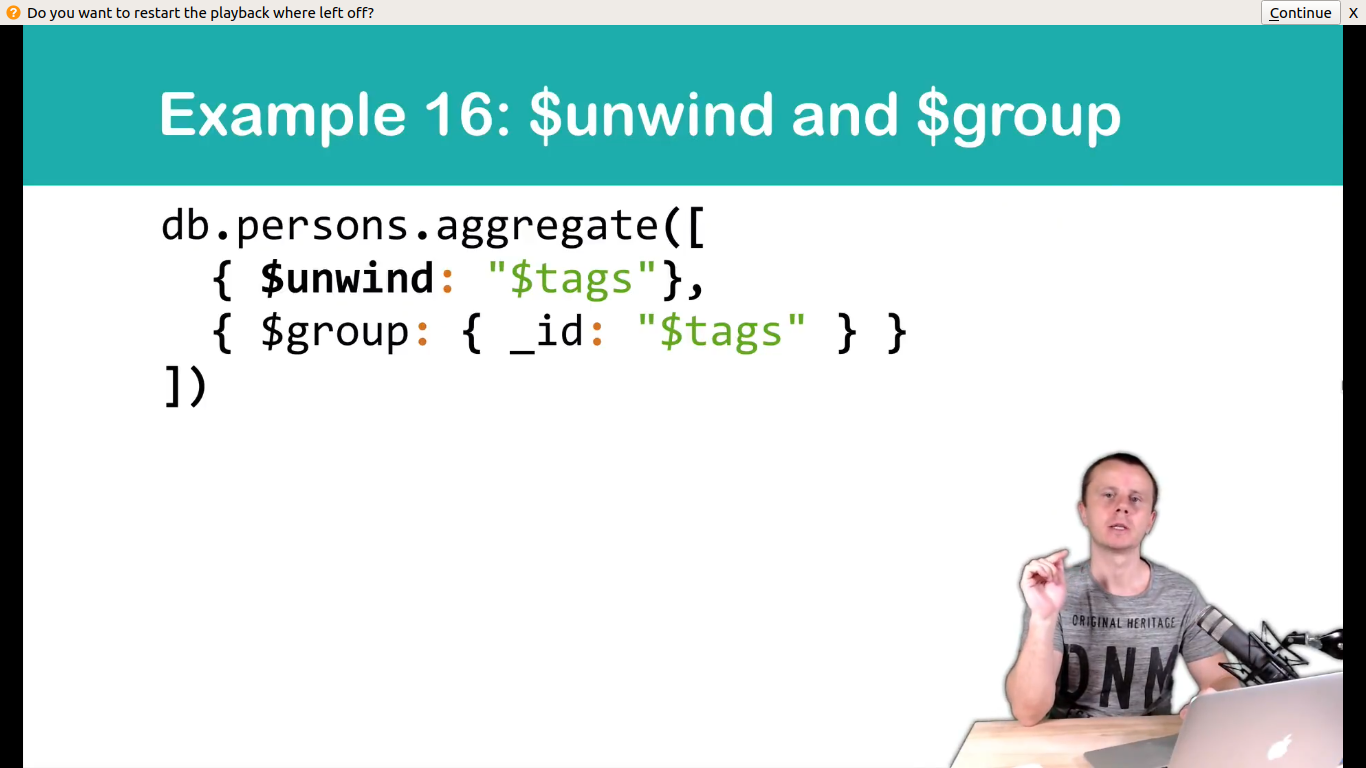 Do you want to restart the playback where left off?
Continue
X
Example 16: $unwind and $group
db.persons.aggregate([
{ $unwind: "$tags"},
{ $group: { _id: "$tags" } }
])
ORIGINAL HERITAGE
DNM